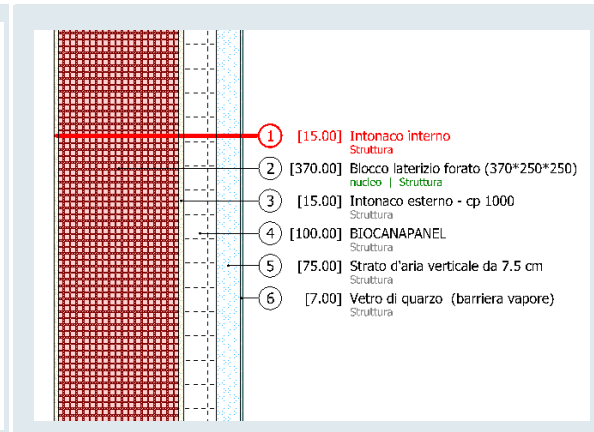 1 [15.00] Intonaco interno
Struttura
2 [370.00] Blocco laterizio forato (370*250*250)
nucleo | Struttura
3 [15.00] Intonaco esterno - cp 1000
Struttura
4 [100.00] BIOCANAPANEL
Struttura
5 [75.00] Strato d'aria verticale da 7.5 cm
Struttura
6 [7.00] Vetro di quarzo (barriera vapore)
Struttura